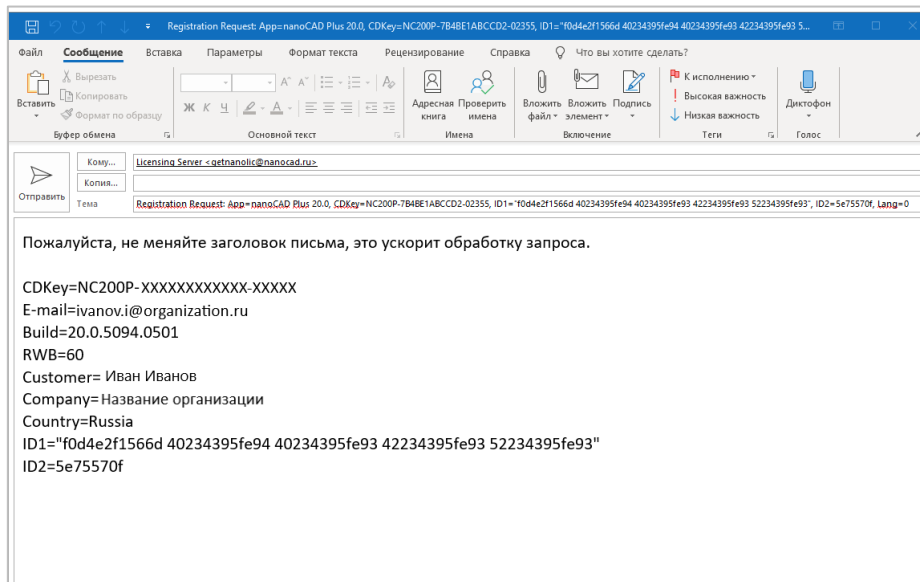 Registration Request: App=nanoCAD Plus 20.0, CDKey=NC200P-7B4BE1ABCCD2-02355, ID1="f0d4e2f1566d 40234395fe94 40234395fe93 42234395fe93 5...
Файл Сообщение Вставка Параметры Формат текста Рецензирование Справка Что вы хотите сделать?
Вставить
Вырезать
Копировать
Формат по образцу
Буфер обмена
Ж К Ч
Основной текст
Адресная книга
Проверить имена
Имена
Вложить файл
Вложить элемент
Подпись
Включение
К исполнению
Высокая важность
Низкая важность
Теги
Диктофон
Голос
Отправить
Кому... Licensing Server <getnanolic@nanocad.ru>
Копия...
Тема Registration Request: App=nanoCAD Plus 20.0, CDKey=NC200P-7B4BE1ABCCD2-02355, ID1="f0d4e2f1566d 40234395fe94 40234395fe93 42234395fe93 52234395fe93", ID2=5e75570f, Lang=0
Пожалуйста, не меняйте заголовок письма, это ускорит обработку запроса.
CDKey=NC200P-XXXXXXXXXXXX-XXXXX
E-mail=ivanov.i@organization.ru
Build=20.0.5094.0501
RWB=60
Customer= Иван Иванов
Company=Название организации
Country=Russia
ID1="f0d4e2f1566d 40234395fe94 40234395fe93 42234395fe93 52234395fe93"
ID2=5e75570f